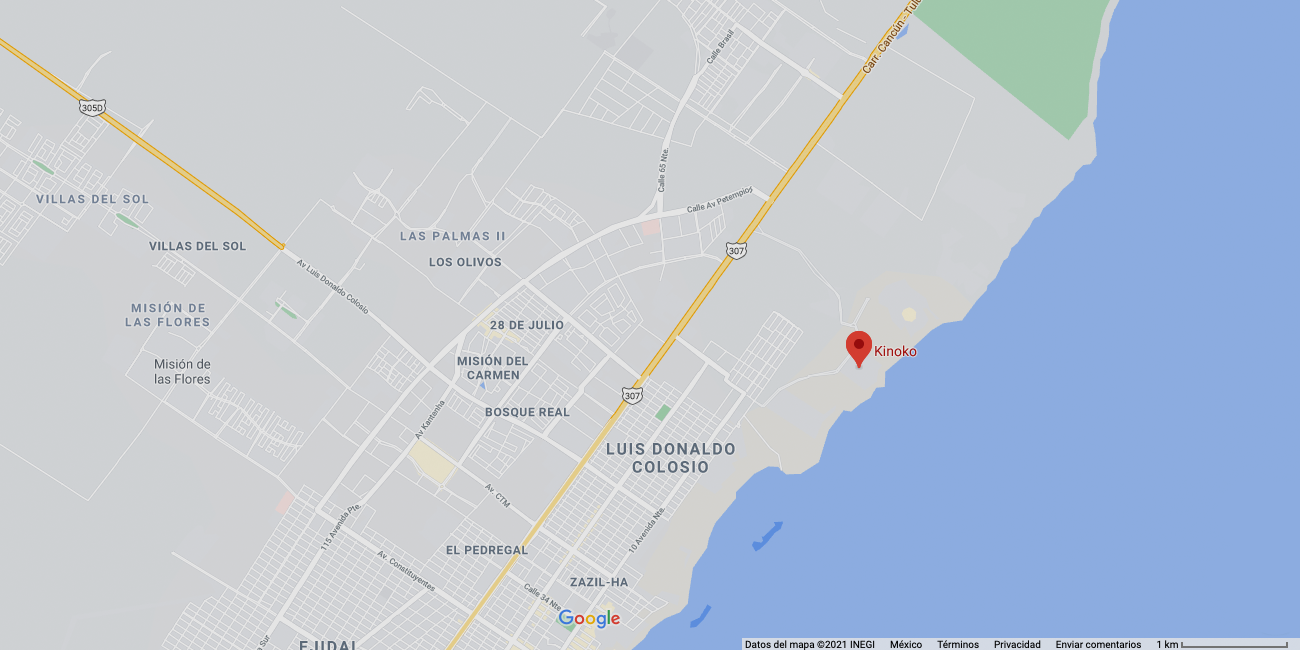 Carr. Cancún - Tulu
Calle Brasil
305D
Calle 65 Nte.
VILLAS DEL SOL
Calle Av Petempich
LAS PALMAS II
VILLAS DEL SOL
307
LOS OLIVOS
Av Luis Donaldo Colosio
MISIÓN DE
LAS FLORES
28 DE JULIO
Kinoko
Misión de
las Flores
MISIÓN DEL
CARMEN
307
BOSQUE REAL
Av Kantenha
LUIS DONALDO
COLOSIO
Av. CTM
115 Avenida Pte.
10 Avenida Nte.
EL PEDREGAL
Av. Constituyentes
ZAZIL-HA
Calle 34 Nte
Google
EJIDAL
Sur
Datos del mapa ©2021 INEGI México Términos Privacidad Enviar comentarios 1 km